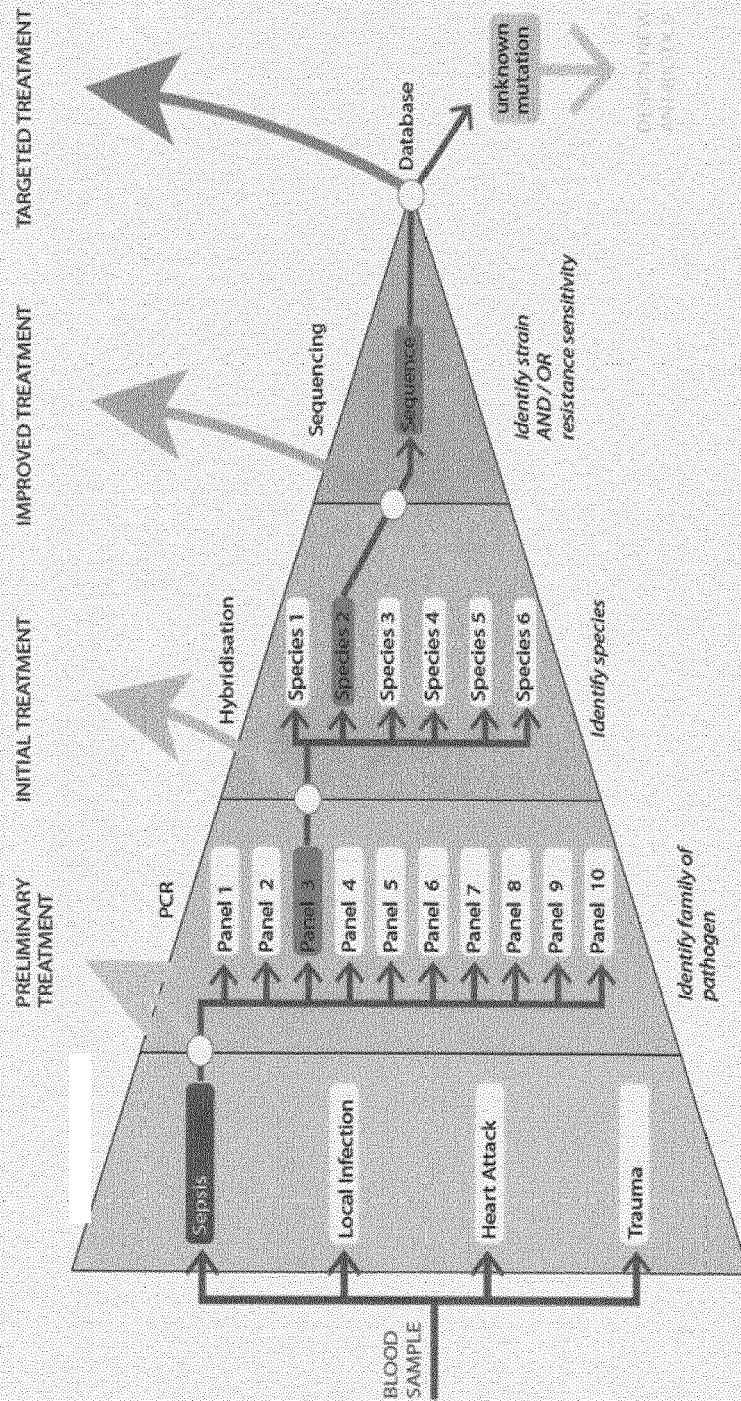 PRELIMINARY
TREATMENT
INITIAL TREATMENT
IMPROVED TREATMENT
TARGETED TREATMENT
PCR
Hybridisation
Sequencing
Database
BLOOD
SAMPLE
Sepsis
Local Infection
Heart Attack
Trauma
Panel 1
Panel 2
Panel 3
Panel 4
Panel 5
Panel 6
Panel 7
Panel 8
Panel 9
Panel 10
Species 1
Species 2
Species 3
Species 4
Species 5
Species 6
Sequence
unknown
mutation
Identify family of
pathogen
Identify species
Identify strain
AND / OR
resistance sensitivity
DESIGN NEW
ANTIBIOTICS